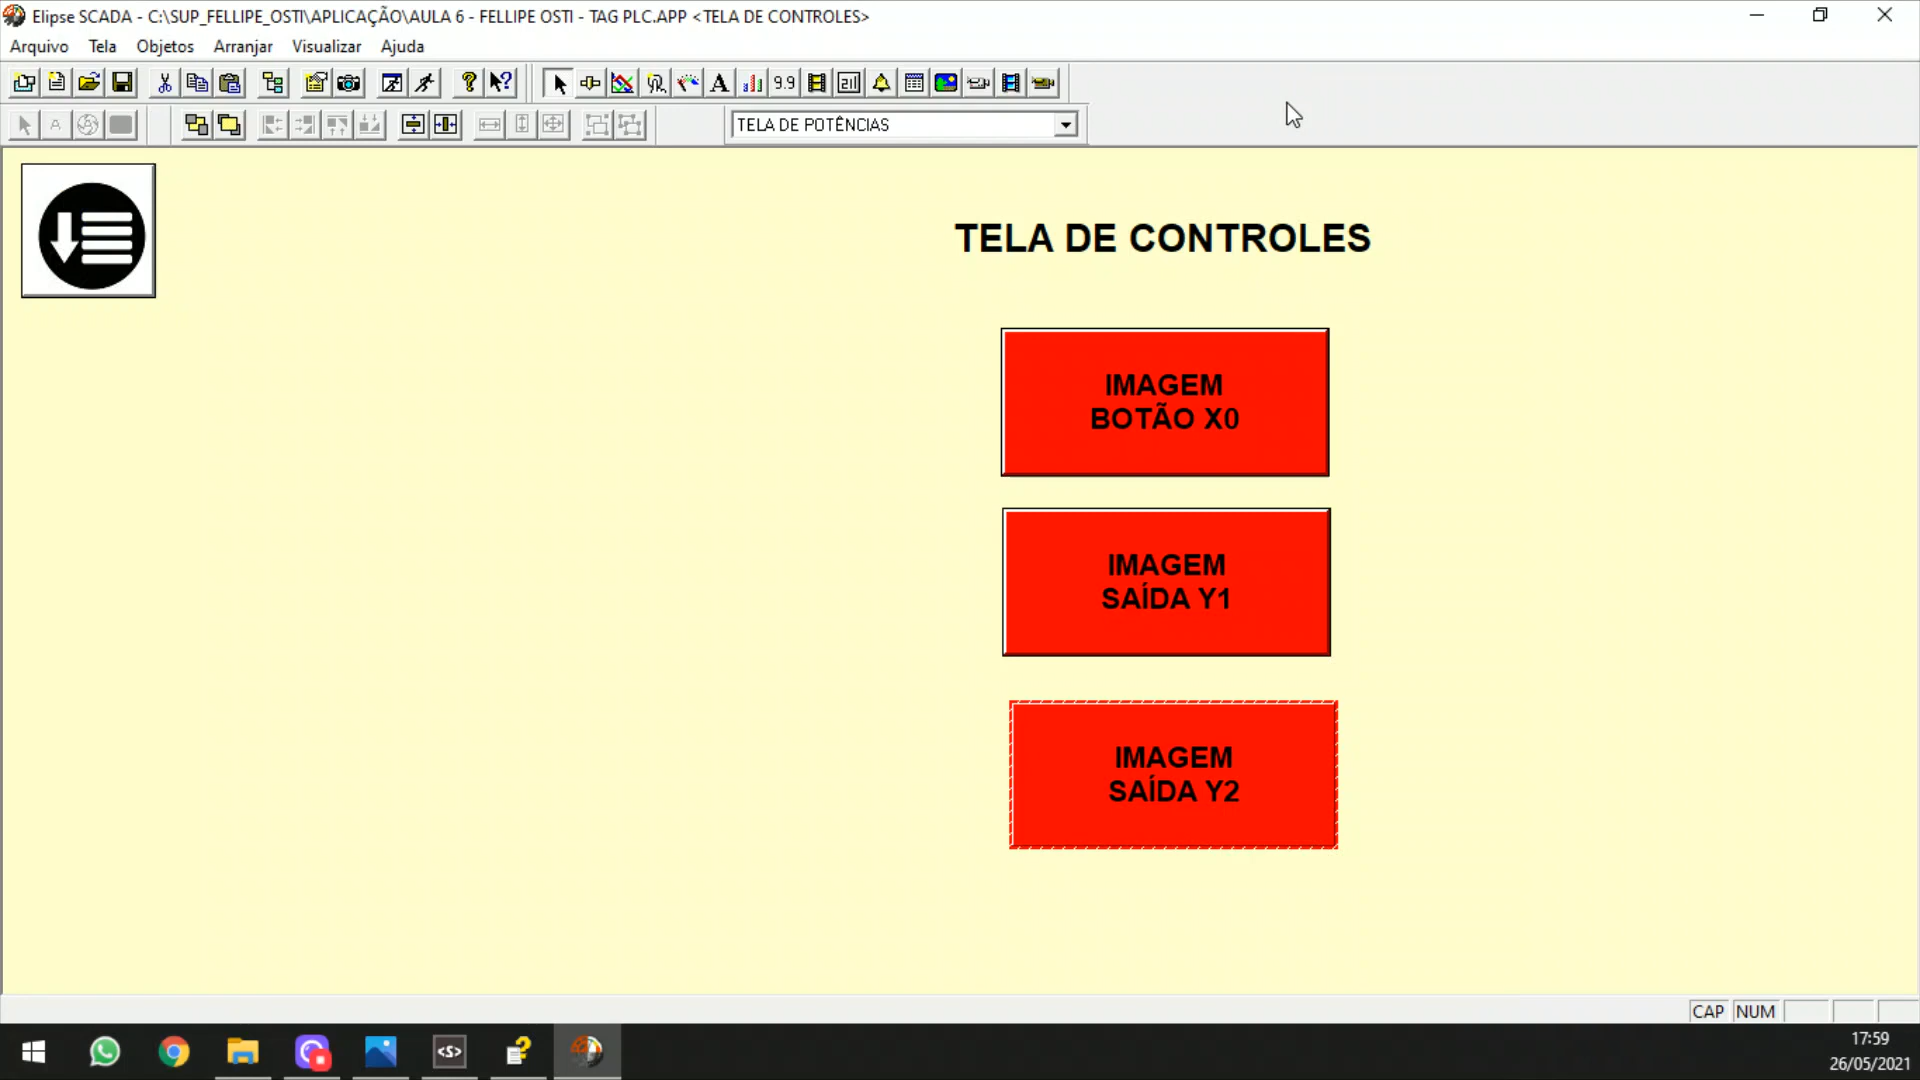 Elipse SCADA - C:\SUP_FELLIPE_OSTI\APLICAÇÃO\AULA 6 - FELLIPE OSTI - TAG PLC.APP <TELA DE CONTROLES>
Arquivo Tela Objetos Arranjar Visualizar Ajuda
A 9.9
A TELA DE POTÊNCIAS
TELA DE CONTROLES
IMAGEM
BOTÃO X0
IMAGEM
SAÍDA Y1
IMAGEM
SAÍDA Y2
CAP NUM
<S>
17:59
26/05/2021